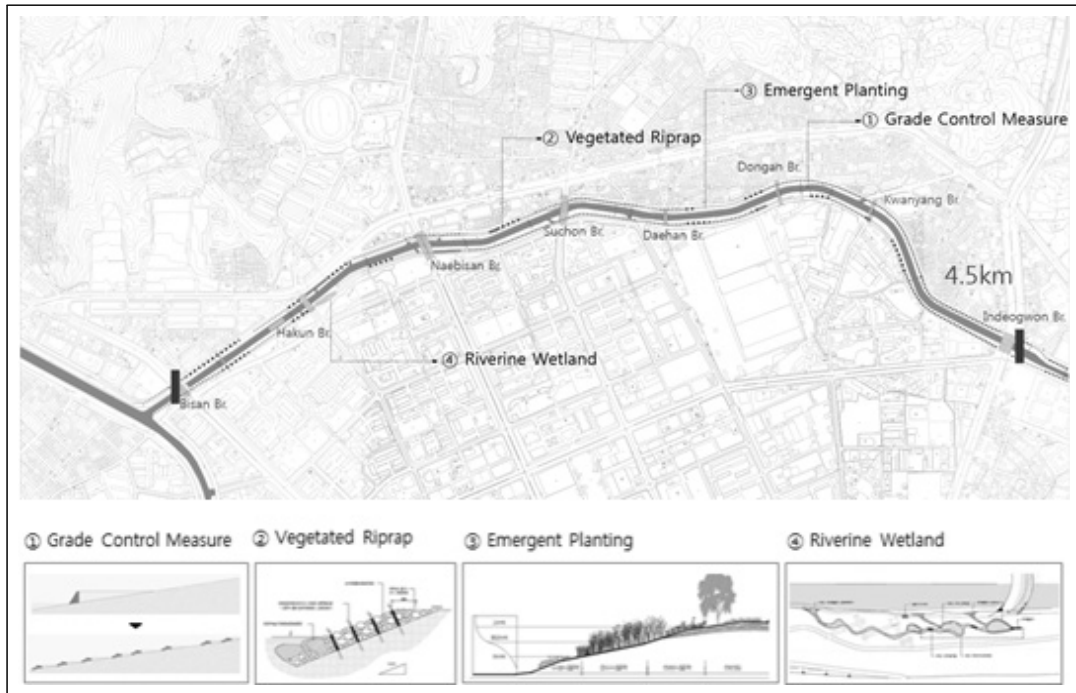 ③ Emergent Planting
① Grade Control Measure
② Vegetated Riprap
Dongan Br.
Kwanyang Br.
Suchon Br.
Daehan Br.
Naebisan Br.
4.5km
Indeogwon Br.
Hakun Br.
④ Riverine Wetland
Bisan Br.
① Grade Control Measure
② Vegetated Riprap
③ Emergent Planting
④ Riverine Wetland